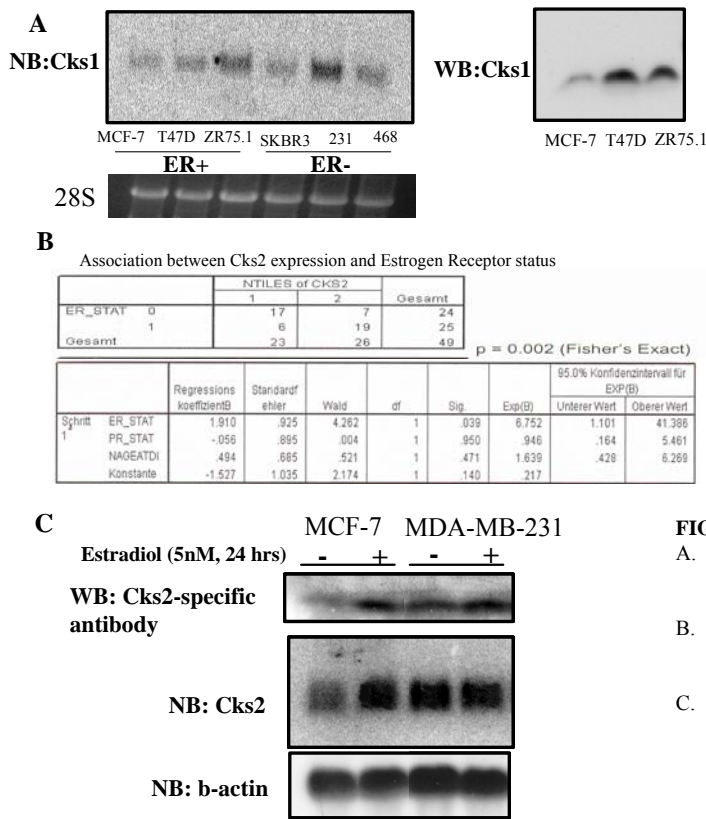 A
NB:Cks1
MCF-7 T47D ZR75.1 SKBR3 231 468
ER+ ER-
28S
WB:Cks1
MCF-7 T47D ZR75.1
B
Association between Cks2 expression and Estrogen Receptor status
NTILES of CKS2 Gesamt
1 2
ER_STAT 0 17 7 24
1 6 19 25
Gesamt 23 26 49
p = 0.002 (Fisher's Exact)
Regressions koeffizientB Standardf ehler Wald df Sig. Exp(B) 95.0% Konfidenzintervall für EXP(B)
Unterer Wert Oberer Wert
Schritt 1 ER_STAT 1.910 .925 4.262 1 .039 6.752 1.101 41.386
PR_STAT -.056 .895 .004 1 .950 .946 .164 5.461
NAGEATDI .494 .685 .521 1 .471 1.639 .428 6.269
Konstante -1.527 1.035 2.174 1 .140 .217
C
MCF-7 MDA-MB-231
Estradiol (5nM, 24 hrs) - + - +
WB: Cks2-specific
antibody
NB: Cks2
NB: b-actin
FIG
A.
B.
C.